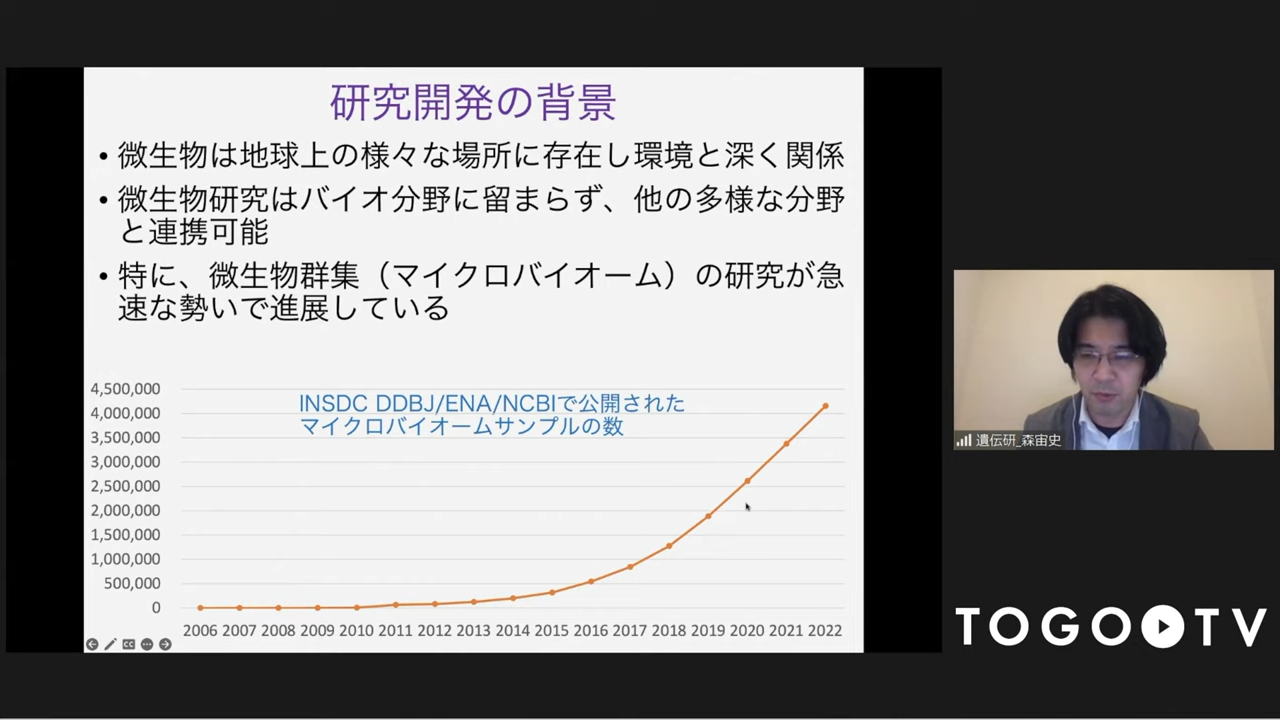 研究開発の背景
• 微生物は地球上の様々な場所に存在し環境と深く関係
• 微生物研究はバイオ分野に留まらず、他の多様な分野
と連携可能
• 特に、微生物群集（マイクロバイオーム）の研究が急
速な勢いで進展している
INSDC DDBJ/ENA/NCBIで公開された
マイクロバイオームサンプルの数
4,500,000
4,000,000
3,500,000
3,000,000
2,500,000
2,000,000
1,500,000
1,000,000
500,000
0
2006 2007 2008 2009 2010 2011 2012 2013 2014 2015 2016 2017 2018 2019 2020 2021 2022
遺伝研_森宙史
TOGO TV